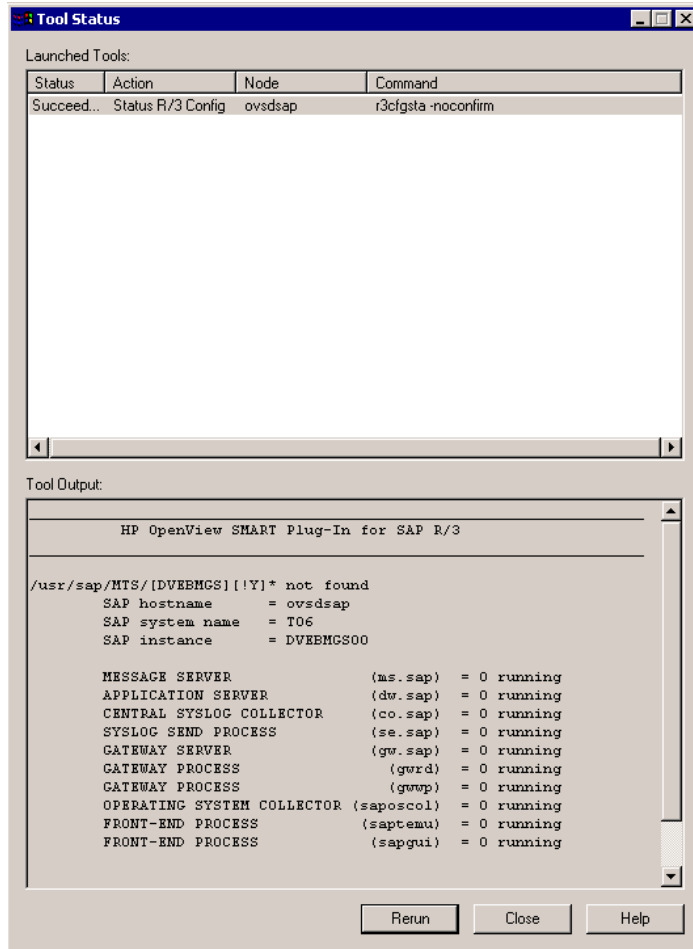 Tool Status
Launched Tools:
Status Action Node Command
Succeed... Status R/3 Config ovsdsap r3cfgsta -noconfirm
Tool Output:
HP OpenView SMART Plug-In for SAP R/3
/usr/sap/MTS/[DVEBMGS][!Y]* not found
SAP hostname = ovsdsap
SAP system name = T06
SAP instance = DVEBMGS00
MESSAGE SERVER (ms.sap) = 0 running
APPLICATION SERVER (dw.sap) = 0 running
CENTRAL SYSLOG COLLECTOR (co.sap) = 0 running
SYSLOG SEND PROCESS (se.sap) = 0 running
GATEWAY SERVER (gw.sap) = 0 running
GATEWAY PROCESS (gwrd) = 0 running
GATEWAY PROCESS (gwwp) = 0 running
OPERATING SYSTEM COLLECTOR (saposcol) = 0 running
FRONT-END PROCESS (saptemu) = 0 running
FRONT-END PROCESS (sapgui) = 0 running
Rerun Close Help